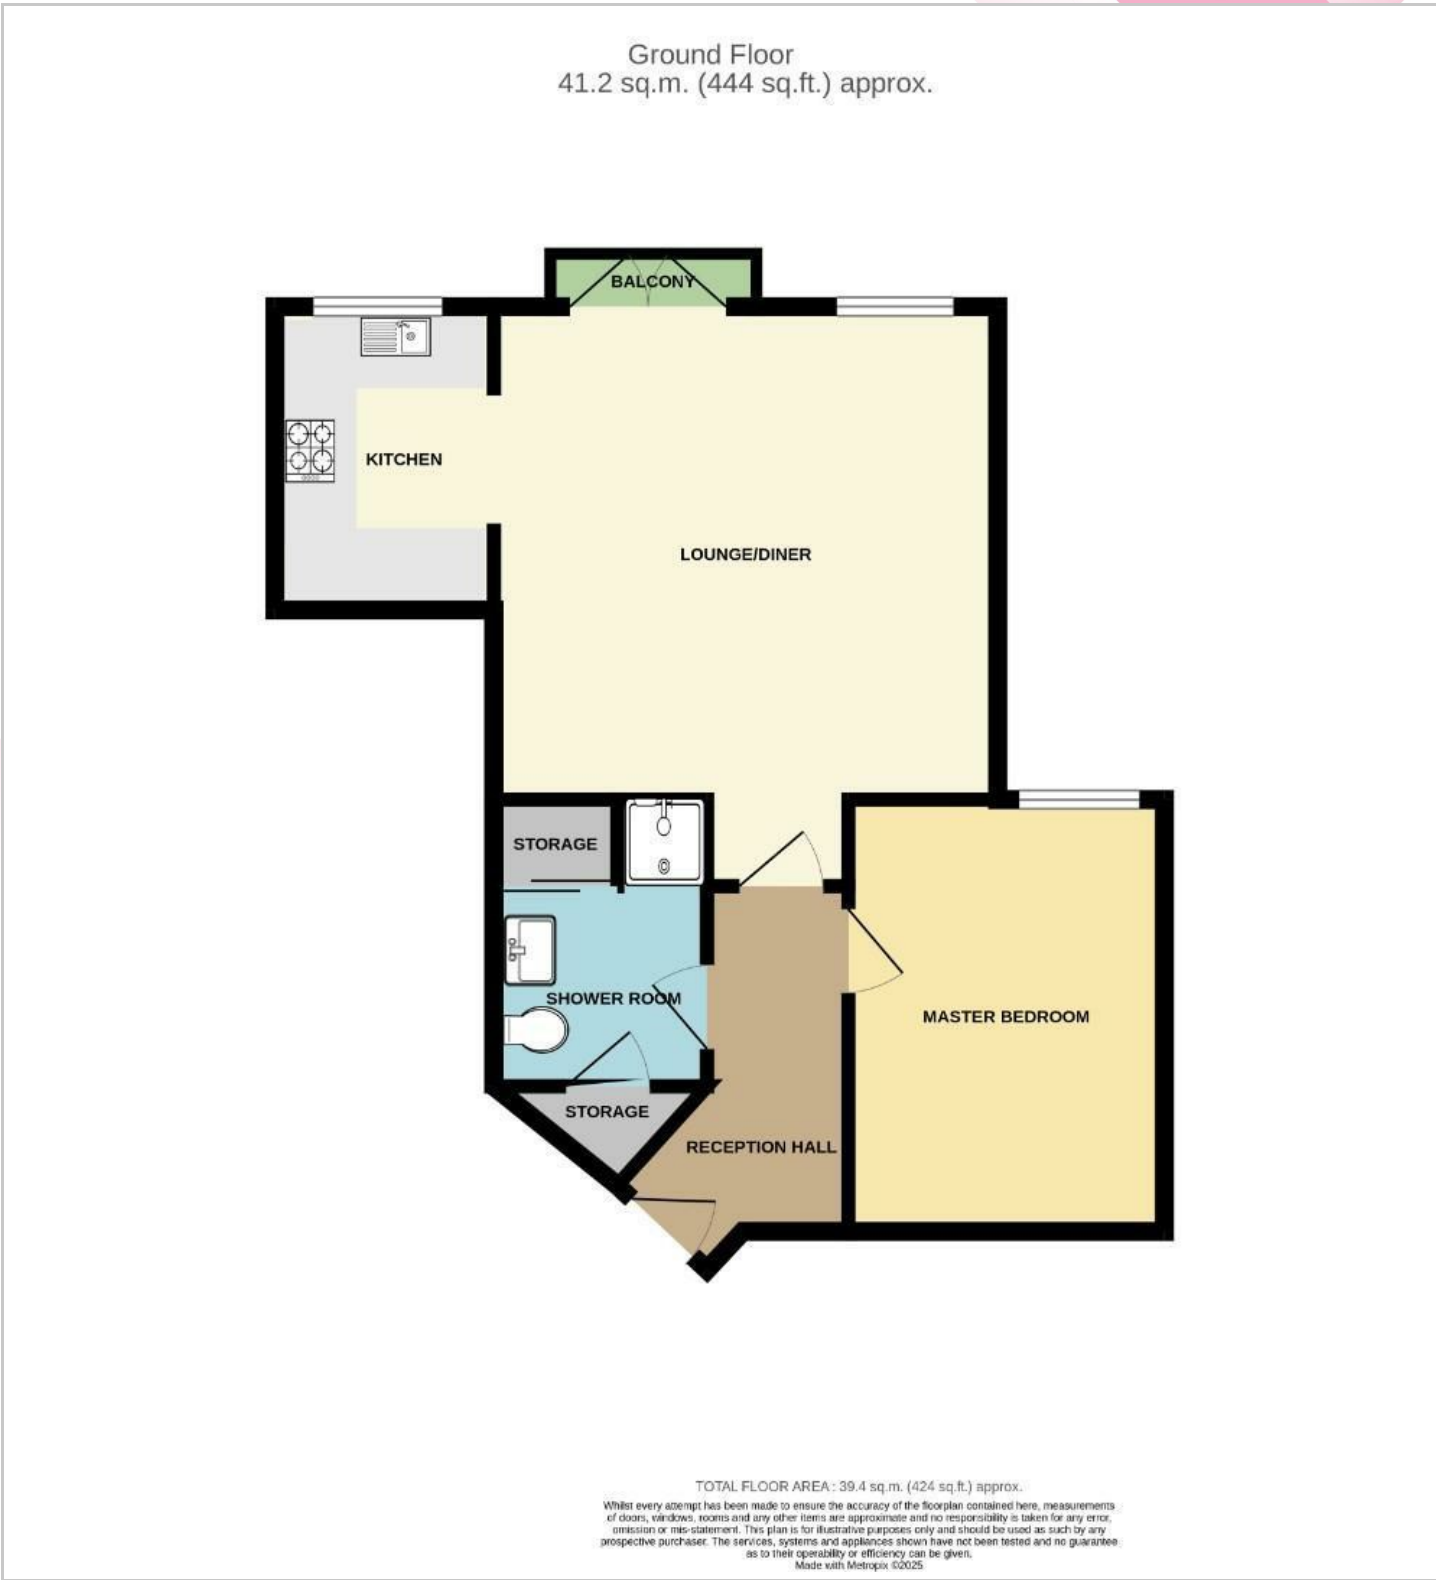 Ground Floor
41.2 sq.m. (444 sq.ft.) approx.
BALCONY
KITCHEN
LOUNGE/DINER
STORAGE
SHOWER ROOM
MASTER BEDROOM
STORAGE
RECEPTION HALL
TOTAL FLOOR AREA : 39.4 sq.m. (424 sq.ft.) approx.
Whilst every attempt has been made to ensure the accuracy of the floorplan contained here, measurements
of doors, windows, rooms and any other items are approximate and no responsibility is taken for any error,
omission or mis-statement. This plan is for illustrative purposes only and should be used as such by any
prospective purchaser. The services, systems and appliances shown have not been tested and no guarantee
as to their operability or efficiency can be given.
Made with Metropix ©2025